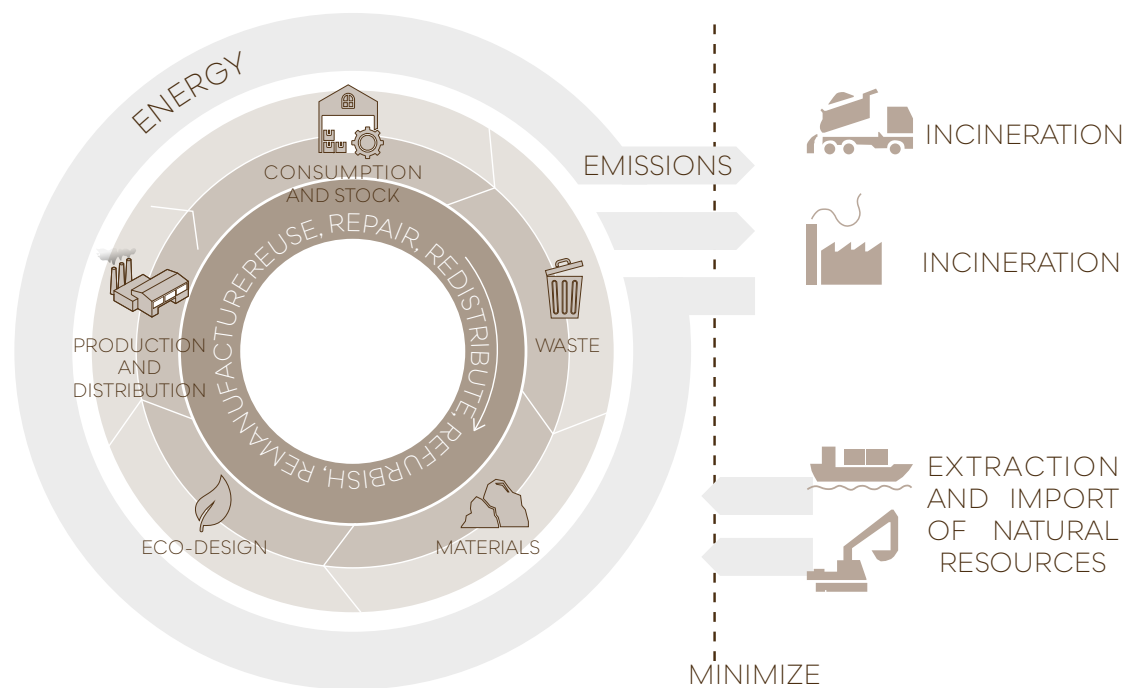 ENERGY
CONSUMPTION
AND STOCK
EMISSIONS
INCINERATION
INCINERATION
REUSE, REPAIR, REDISTRIBUTE, REFURBISH, REMANUFACTURE
PRODUCTION
AND
DISTRIBUTION
WASTE
ECO-DESIGN
MATERIALS
EXTRACTION
AND IMPORT
OF NATURAL
RESOURCES
MINIMIZE